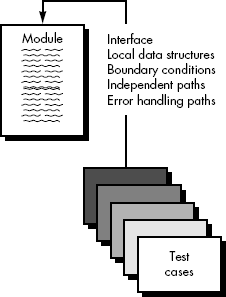 Module
Interface
Local data structures
Boundary conditions
Independent paths
Error handling paths
Test
cases